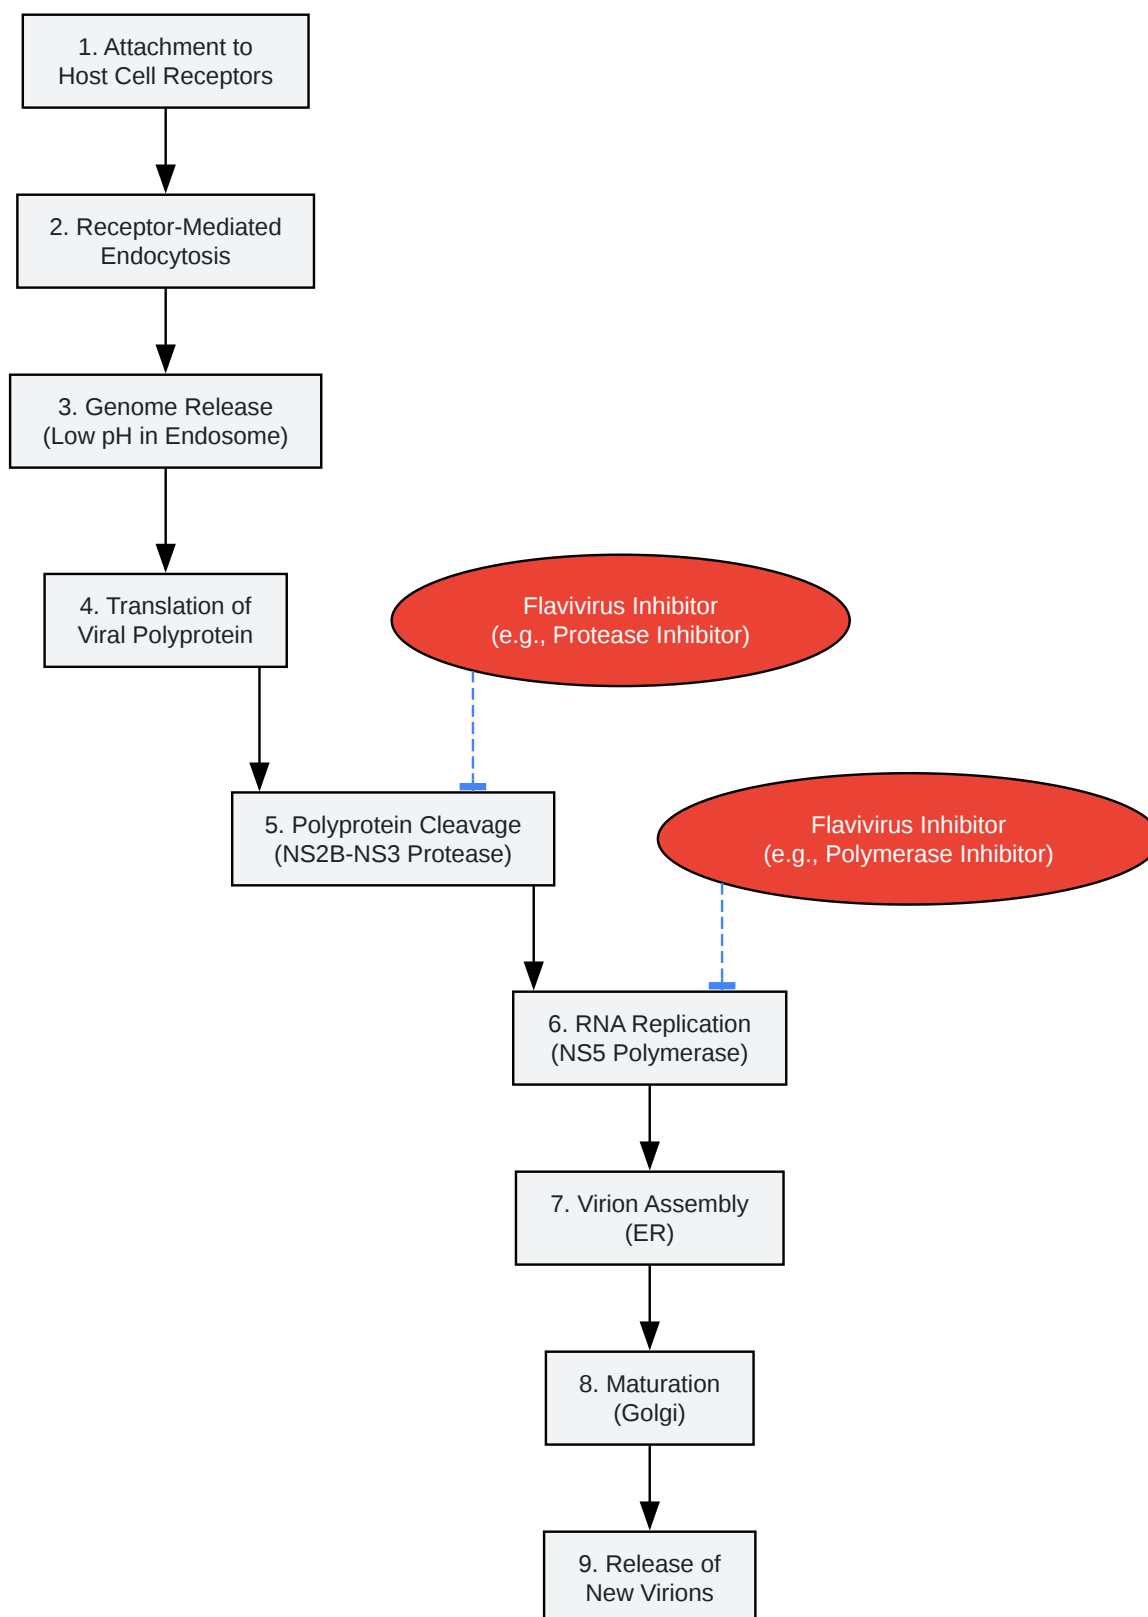 1. Attachment to
Host Cell Receptors
2. Receptor-Mediated
Endocytosis
3. Genome Release
(Low pH in Endosome)
4. Translation of
Viral Polyprotein
Flavivirus Inhibitor
(e.g., Protease Inhibitor)
5. Polyprotein Cleavage
(NS2B-NS3 Protease)
Flavivirus Inhibitor
(e.g., Polymerase Inhibitor)
6. RNA Replication
(NS5 Polymerase)
7. Virion Assembly
(ER)
8. Maturation
(Golgi)
9. Release of
New Virions